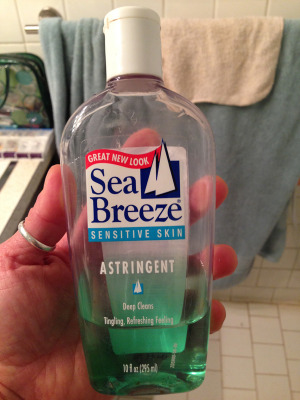 GREAT NEW LOOK
Sea
Breeze®
SENSITIVE SKIN
ASTRINGENT
Deep Cleans
Tingling, Refreshing Feeling
10 fl oz (295 ml)